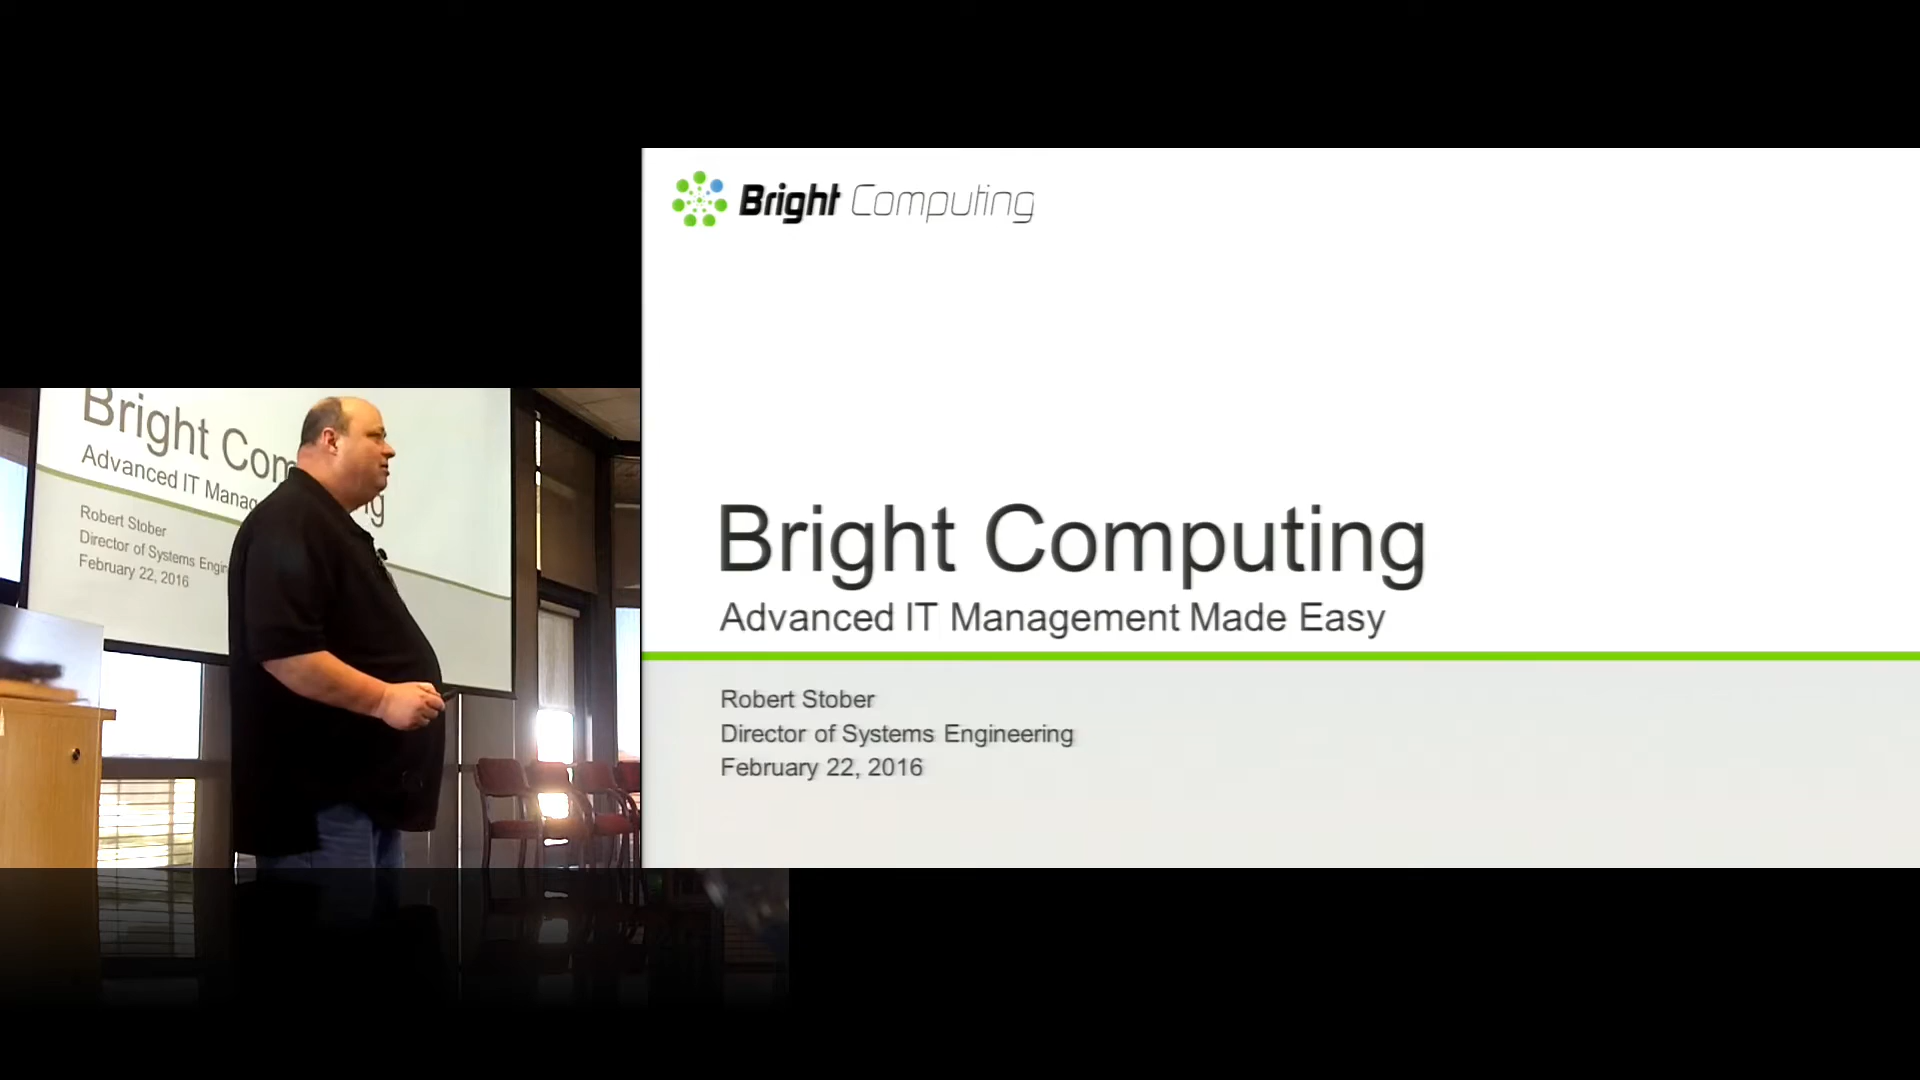 Bright Computing
Bright Computing
Advanced IT Management Made Easy
Robert Stober
Director of Systems Engineering
February 22, 2016
Bright Com
g
Advanced IT Manag
Robert Stober
Director of Systems Engin
February 22, 2016